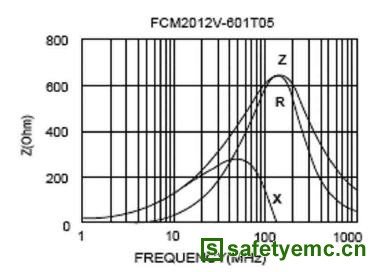 FCM2012V-601T05
800
600
400
200
0
Z(Ohm)
Z
R
X
1 10 100 1000
FREQUENCY(MHz)
S safetyemc.cn